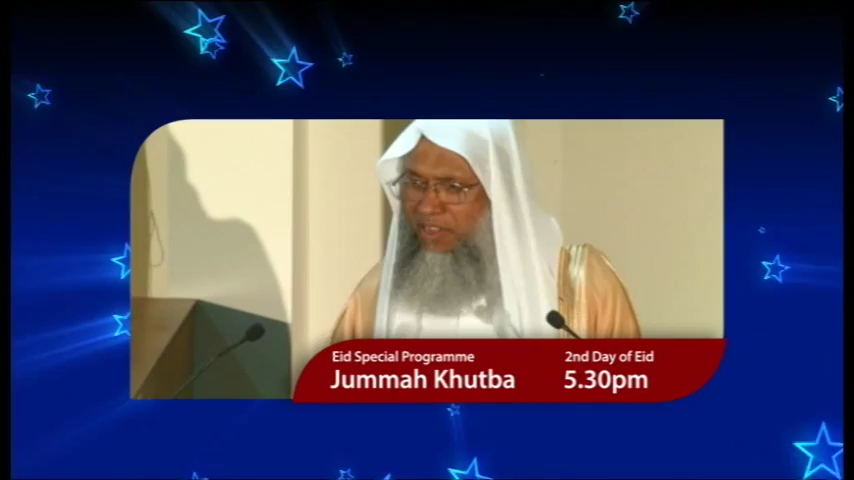 Eid Special Programme
Jummah Khutba
2nd Day of Eid
5.30pm